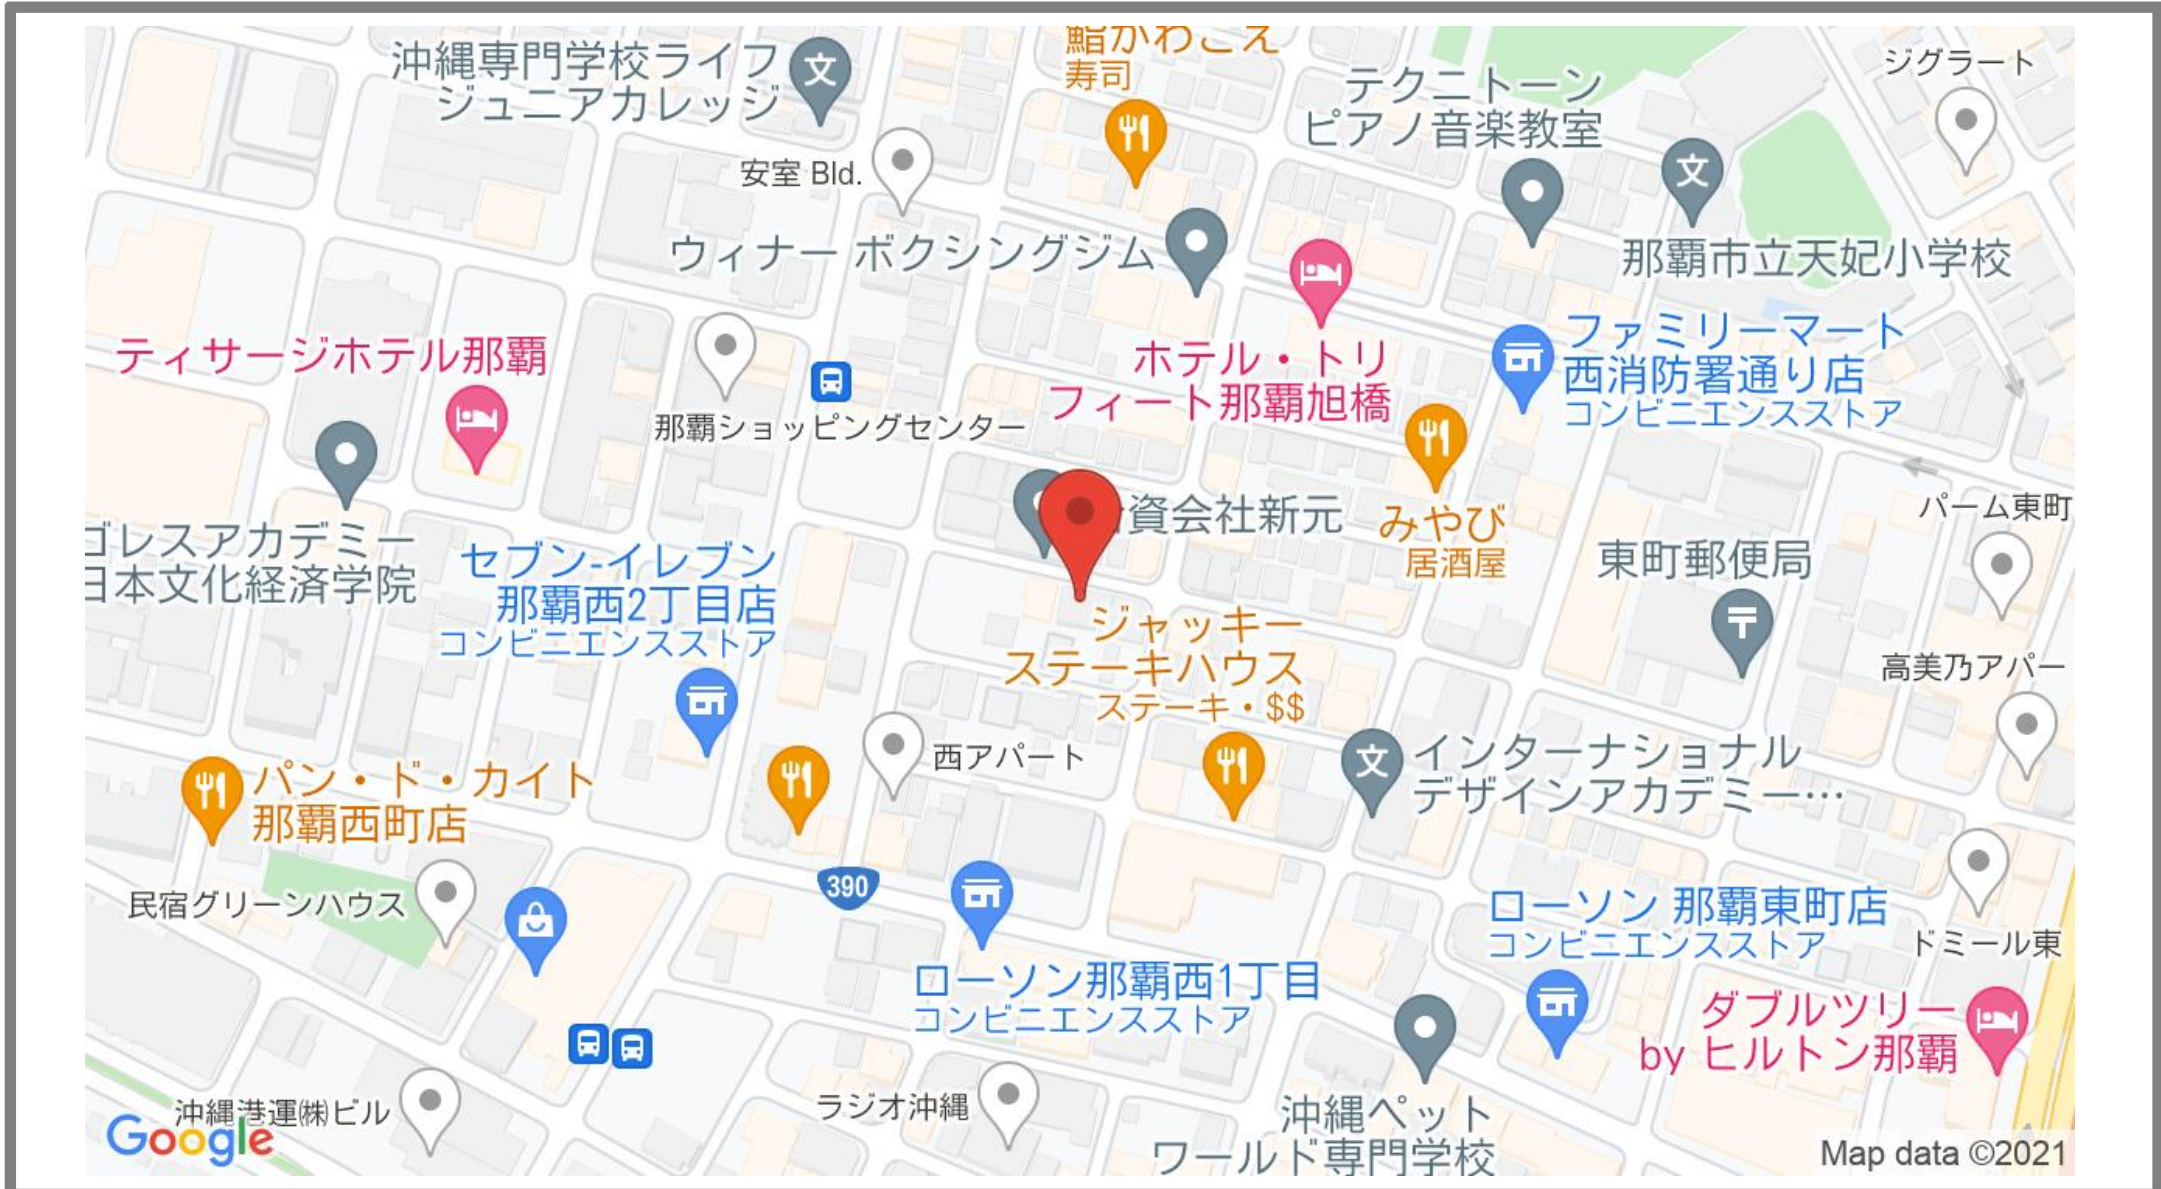 鮨かわごえ
寿司
沖縄専門学校ライフ
ジュニアカレッジ
テクニトーン
ピアノ音楽教室
ジグラート
安室 Bld.
ウィナー ボクシングジム
那覇市立天妃小学校
ティサージホテル那覇
ホテル・トリ
フィート那覇旭橋
ファミリーマート
西消防署通り店
コンビニエンスストア
那覇ショッピングセンター
資会社新元
みやび
居酒屋
パーム東町
ゴレスアカデミー
日本文化経済学院
セブン-イレブン
那覇西2丁目店
コンビニエンスストア
東町郵便局
ジャッキー
ステーキハウス
ステーキ・$$
高美乃アパー
西アパート
インターナショナル
デザインアカデミー…
パン・ド・カイト
那覇西町店
民宿グリーンハウス
390
ローソン 那覇東町店
コンビニエンスストア
ドミール東
ローソン那覇西1丁目
コンビニエンスストア
ダブルツリー
by ヒルトン那覇
沖縄港運㈱ビル
ラジオ沖縄
沖縄ペット
ワールド専門学校
Google
Map data ©2021